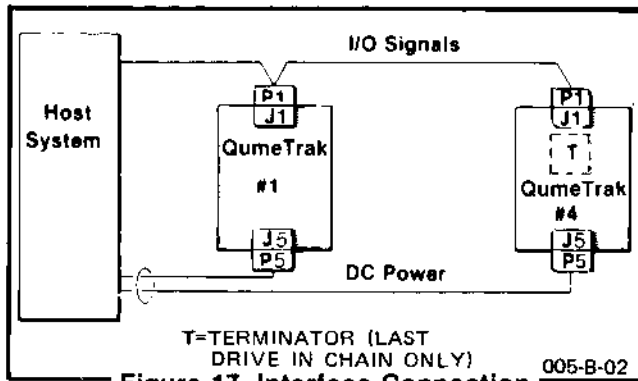 I/O Signals
Host
System
P1
J1
QumeTrak
#1
J5
P5
P1
J1
T
QumeTrak
#4
J5
P5
DC Power
T=TERMINATOR (LAST
DRIVE IN CHAIN ONLY)
005-B-02
Figure 17. Interface Connection